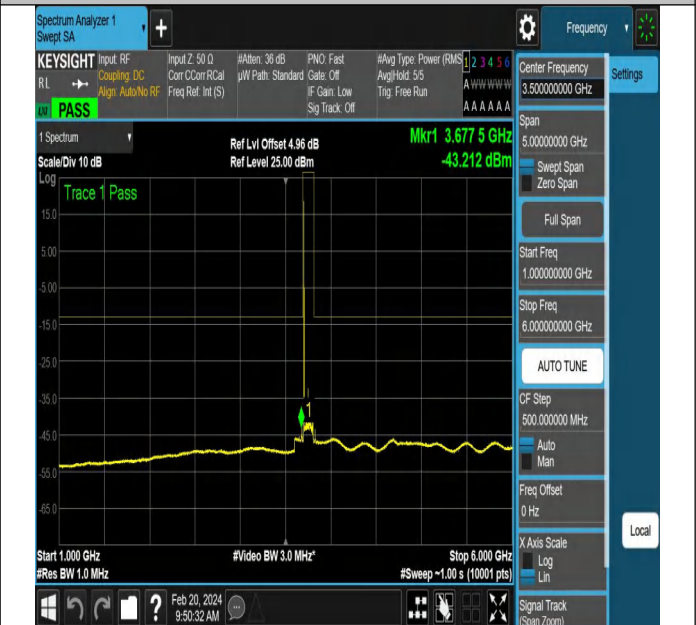 Spectrum Analyzer 1
Swept SA
Frequency
KEYSIGHT
RL
PASS
Input: RF
Coupling: DC
Align: Auto/No RF
Input Z: 50 Ω
Corr CCorr RCal
Freq Ref: Int (S)
#Atten: 36 dB
µW Path: Standard
PNO: Fast
Gate: Off
IF Gain: Low
Sig Track: Off
#Avg Type: Power (RMS
Avg|Hold: 5/5
Trig: Free Run
1 2 3 4 5 6
A W W W W W
A A A A A A
1 Spectrum
Scale/Div 10 dB
Ref Lvl Offset 4.96 dB
Ref Level 25.00 dBm
Mkr1 3.677 5 GHz
-43.212 dBm
Log
Trace 1 Pass
15.0
5.00
-5.00
-15.0
-25.0
-35.0
1
-45.0
-55.0
-65.0
Start 1.000 GHz
#Res BW 1.0 MHz
#Video BW 3.0 MHz*
Stop 6.000 GHz
#Sweep ~1.00 s (10001 pts)
Feb 20, 2024
9:50:32 AM
Center Frequency
3.500000000 GHz
Settings
Span
5.00000000 GHz
Swept Span
Zero Span
Full Span
Start Freq
1.000000000 GHz
Stop Freq
6.000000000 GHz
AUTO TUNE
CF Step
500.000000 MHz
Auto
Man
Freq Offset
0 Hz
X Axis Scale
Log
Lin
Local
Signal Track
(Span Zoom)